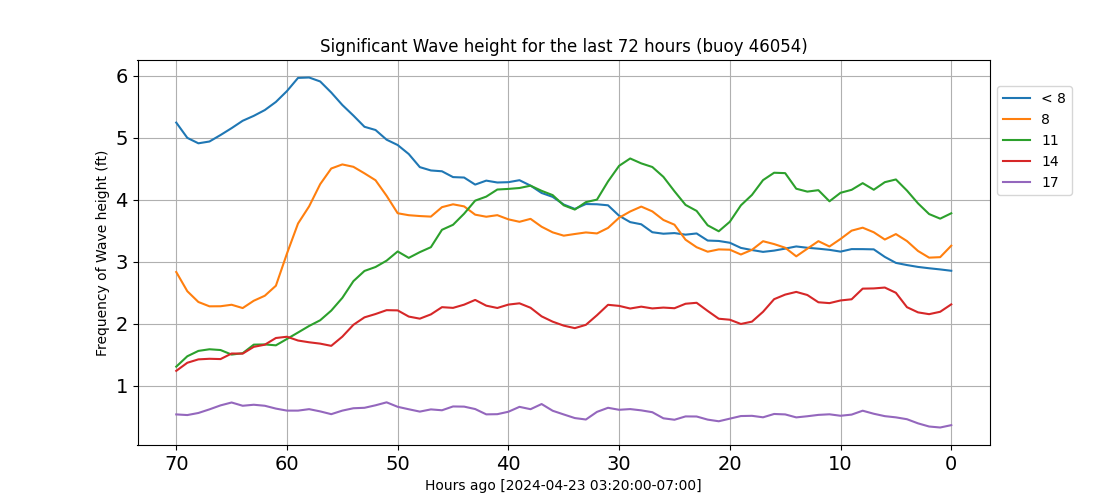 Significant Wave height for the last 72 hours (buoy 46054)
Frequency of Wave height (ft)
6
5
4
3
2
1
70 60 50 40 30 20 10 0
Hours ago [2024-04-23 03:20:00-07:00]
< 8
8
11
14
17